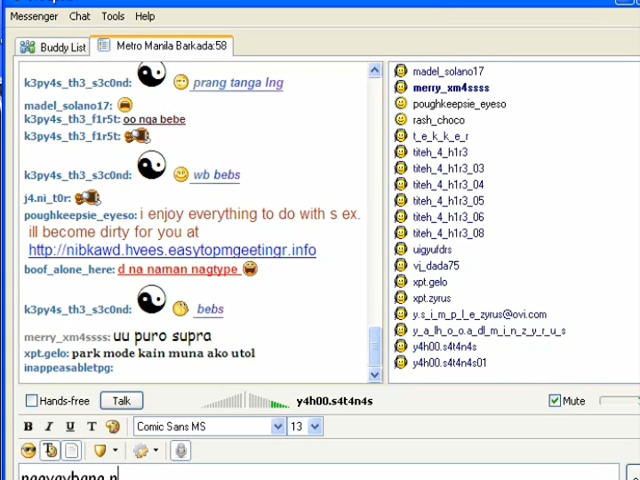 Messenger Chat Tools Help
Buddy List Metro Manila Barkada:58
k3py4s_th3_s3c0nd: prang tanga lng
madel_solano17:
k3py4s_th3_f1r5t: oo nga bebe
k3py4s_th3_f1r5t:
k3py4s_th3_s3c0nd: wb bebs
j4.ni_t0r:
poughkeepsie_eyeso: i enjoy everything to do with s ex.
ill become dirty for you at
http://nibkawd.hvees.easytopmgeetingr.info
boof_alone_here: d na naman nagtype
k3py4s_th3_s3c0nd: bebs
merry_xm4ssss: uu puro supra
xpt.gelo: park mode kain muna ako utol
inappeasabletpg:
madel_solano17
merry_xm4ssss
poughkeepsie_eyeso
rash_choco
t_e_k_k_e_r
titeh_4_h1r3
titeh_4_h1r3_03
titeh_4_h1r3_04
titeh_4_h1r3_05
titeh_4_h1r3_06
titeh_4_h1r3_08
uigyufdrs
vj_dada75
xpt.gelo
xpt.zyrus
y.s_i_m_p_l_e_zyrus@ovi.com
y_a_lh_o_o.a_dl_m_i_n_z_y_r_u_s
y4h00.s4t4n4s
y4h00.s4t4n4s01
Hands-free Talk y4h00.s4t4n4s Mute
B I U T Comic Sans MS 13